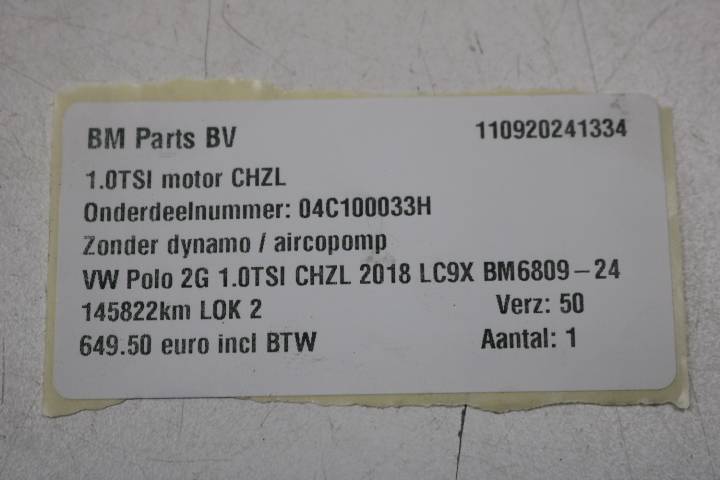 BM Parts BV 110920241334
1.0TSI motor CHZL
Onderdeelnummer: 04C100033H
Zonder dynamo / aircopomp
VW Polo 2G 1.0TSI CHZL 2018 LC9X BM6809-24
145822km LOK 2 Verz: 50
649.50 euro incl BTW Aantal: 1